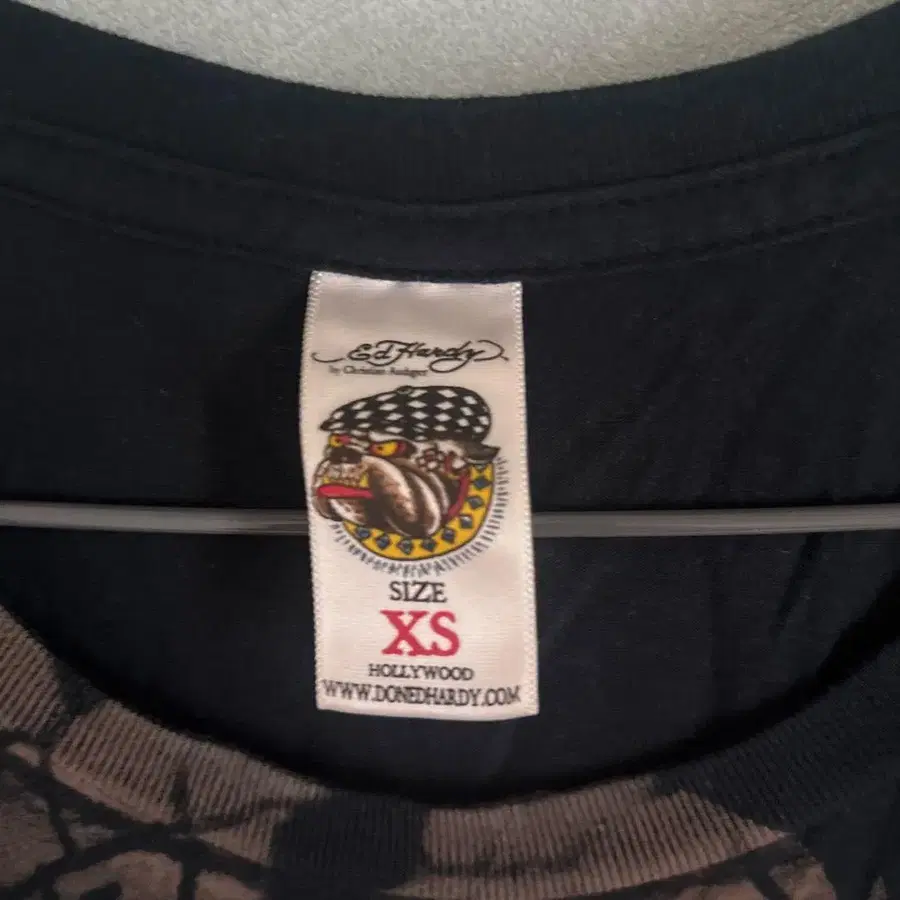 Ed Hardy
by Christian Audigier
SIZE
XS
HOLLYWOOD
WWW.DONEDHARDY.COM